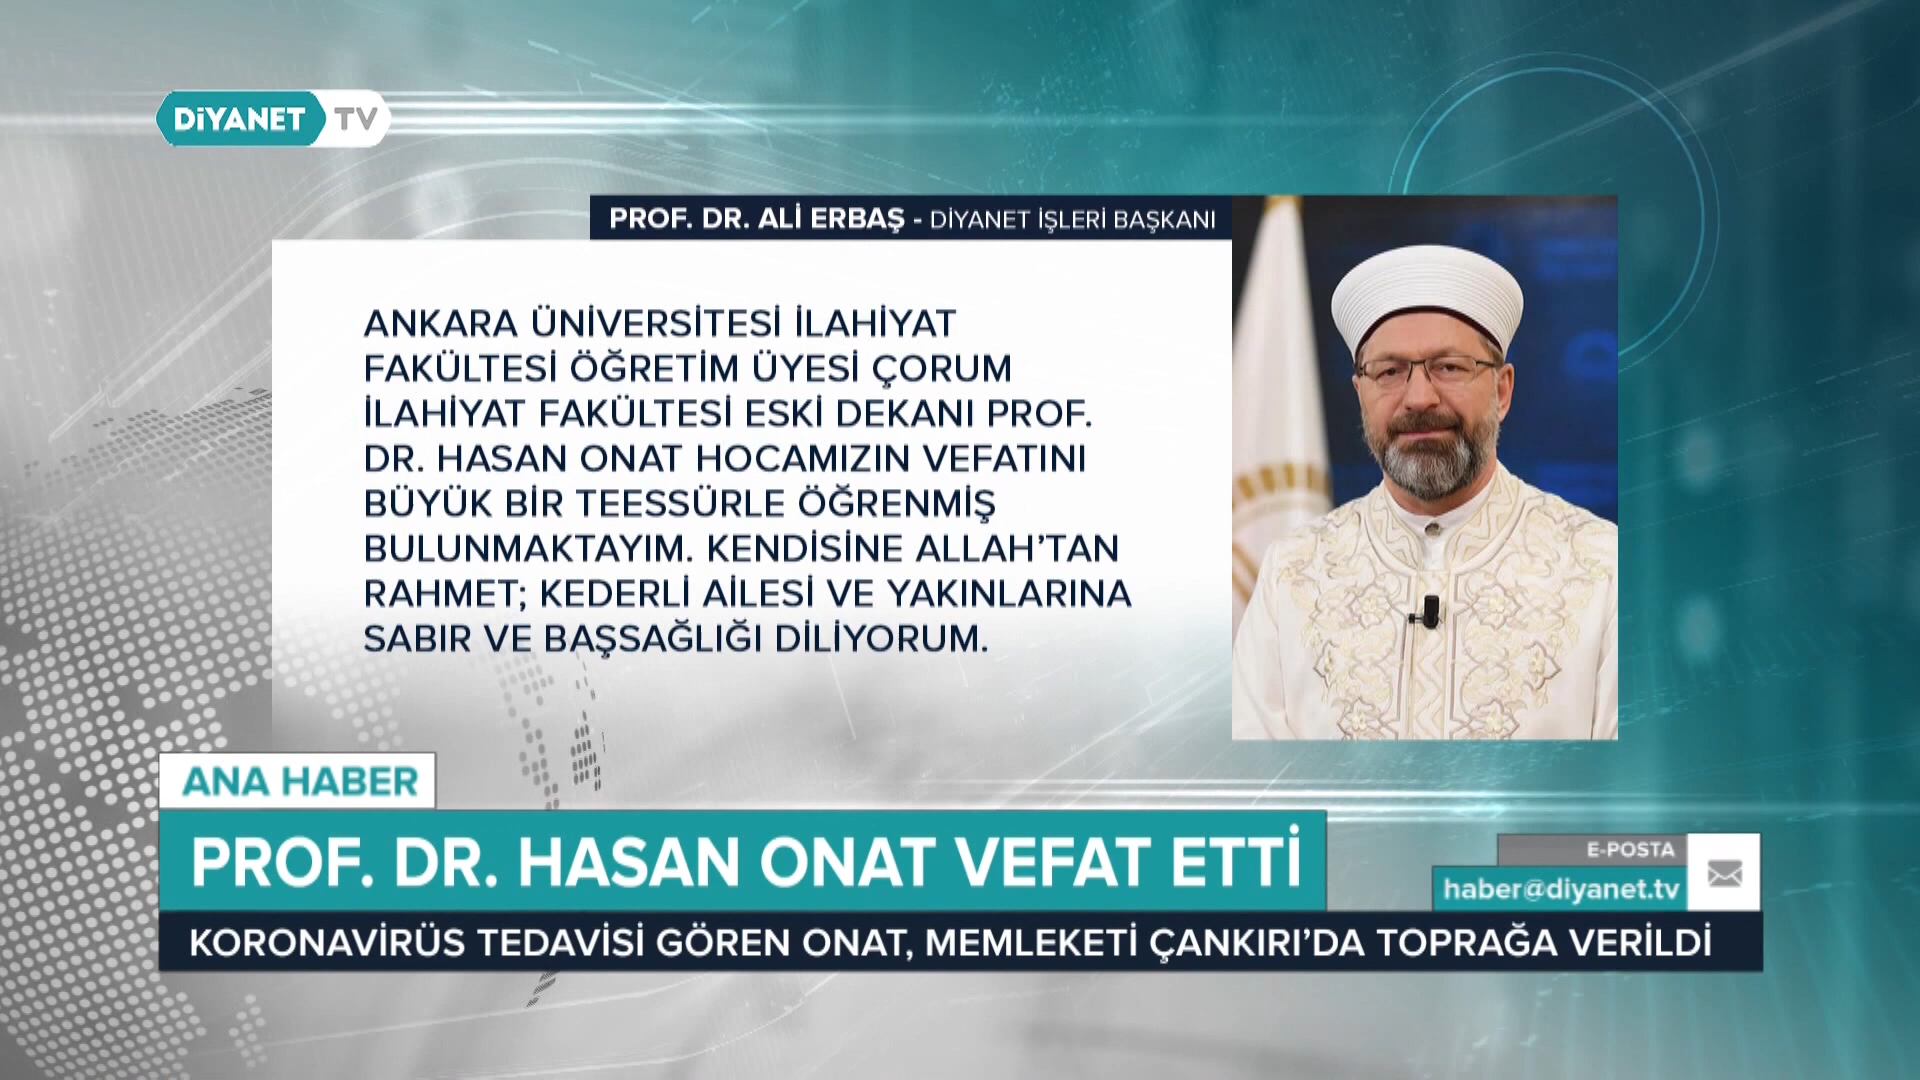 DiYANET TV
PROF. DR. ALİ ERBAŞ - DİYANET İŞLERİ BAŞKANI
ANKARA ÜNİVERSİTESİ İLAHİYAT
FAKÜLTESİ ÖĞRETİM ÜYESİ ÇORUM
İLAHİYAT FAKÜLTESİ ESKİ DEKANI PROF.
DR. HASAN ONAT HOCAMIZIN VEFATINI
BÜYÜK BİR TEESSÜRLE ÖĞRENMİŞ
BULUNMAKTAYIM. KENDİSİNE ALLAH’TAN
RAHMET; KEDERLİ AİLESİ VE YAKINLARINA
SABIR VE BAŞSAĞLIĞI DİLİYORUM.
ANA HABER
PROF. DR. HASAN ONAT VEFAT ETTİ
E-POSTA
haber@diyanet.tv
KORONAVİRÜS TEDAVİSİ GÖREN ONAT, MEMLEKETİ ÇANKIRI’DA TOPRAĞA VERİLDİ